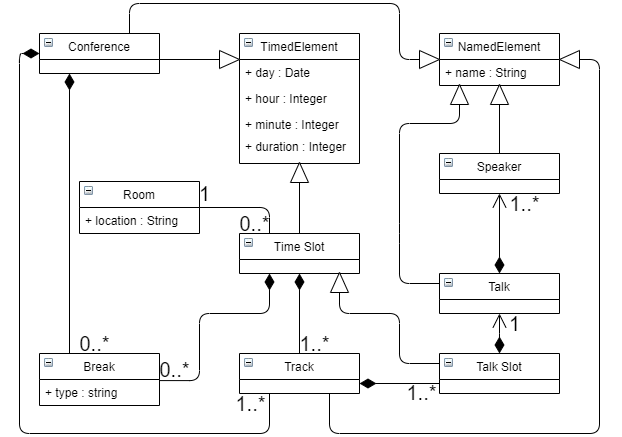 Conference
TimedElement
+ day : Date
+ hour : Integer
+ minute : Integer
+ duration : Integer
NamedElement
+ name : String
Speaker
1..*
Room
+ location : String
1
0..*
Time Slot
Talk
1
0..*
Break
+ type : string
0..*
1..*
Track
1..*
Talk Slot
1..*